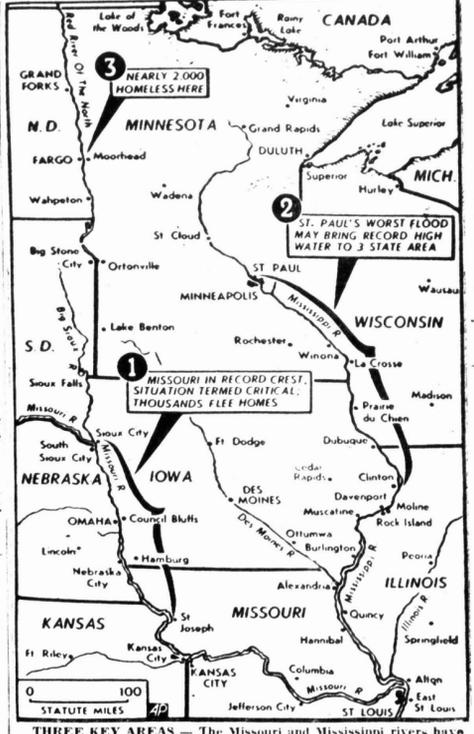 Lake of the Woods
Fort Frances
Rainy Lake
CANADA
Port Arthur
Fort William
Red River Of The North
3
NEARLY 2,000
HOMELESS HERE
GRAND FORKS
Virginia
N. D.
MINNESOTA
Grand Rapids
Lake Superior
DULUTH
FARGO
Moorhead
Superior
MICH.
Hurley
Wahpeton
Wadena
2
ST. PAUL'S WORST FLOOD
MAY BRING RECORD HIGH
WATER TO 3 STATE AREA
St Cloud
Big Stone City
Ortonville
ST PAUL
MINNEAPOLIS
Mississippi R
Wausau
WISCONSIN
Big Sioux R
Lake Benton
Rochester
Winona
La Crosse
S. D.
1
MISSOURI IN RECORD CREST,
SITUATION TERMED CRITICAL;
THOUSANDS FLEE HOMES
Sioux Falls
Madison
Prairie du Chien
Missouri R
Sioux City
South Sioux City
Missouri R
Ft Dodge
Dubuque
NEBRASKA
IOWA
Cedar Rapids
Clinton
DES MOINES
Davenport
Moline
Muscatine
Rock Island
OMAHA
Council Bluffs
Des Moines R
Ottumwa
Burlington
Mississippi R
Peoria
Lincoln
Hamburg
Nebraska City
Alexandria
ILLINOIS
Illinois R
KANSAS
St Joseph
MISSOURI
Quincy
Hannibal
Springfield
Ft Riley
Kansas City
KANSAS CITY
Columbia
Missouri R
Alton
East St Louis
0 100
STATUTE MILES
AP
Jefferson City
ST LOUIS
THREE KEY AREAS — The Missouri and Mississippi rivers have